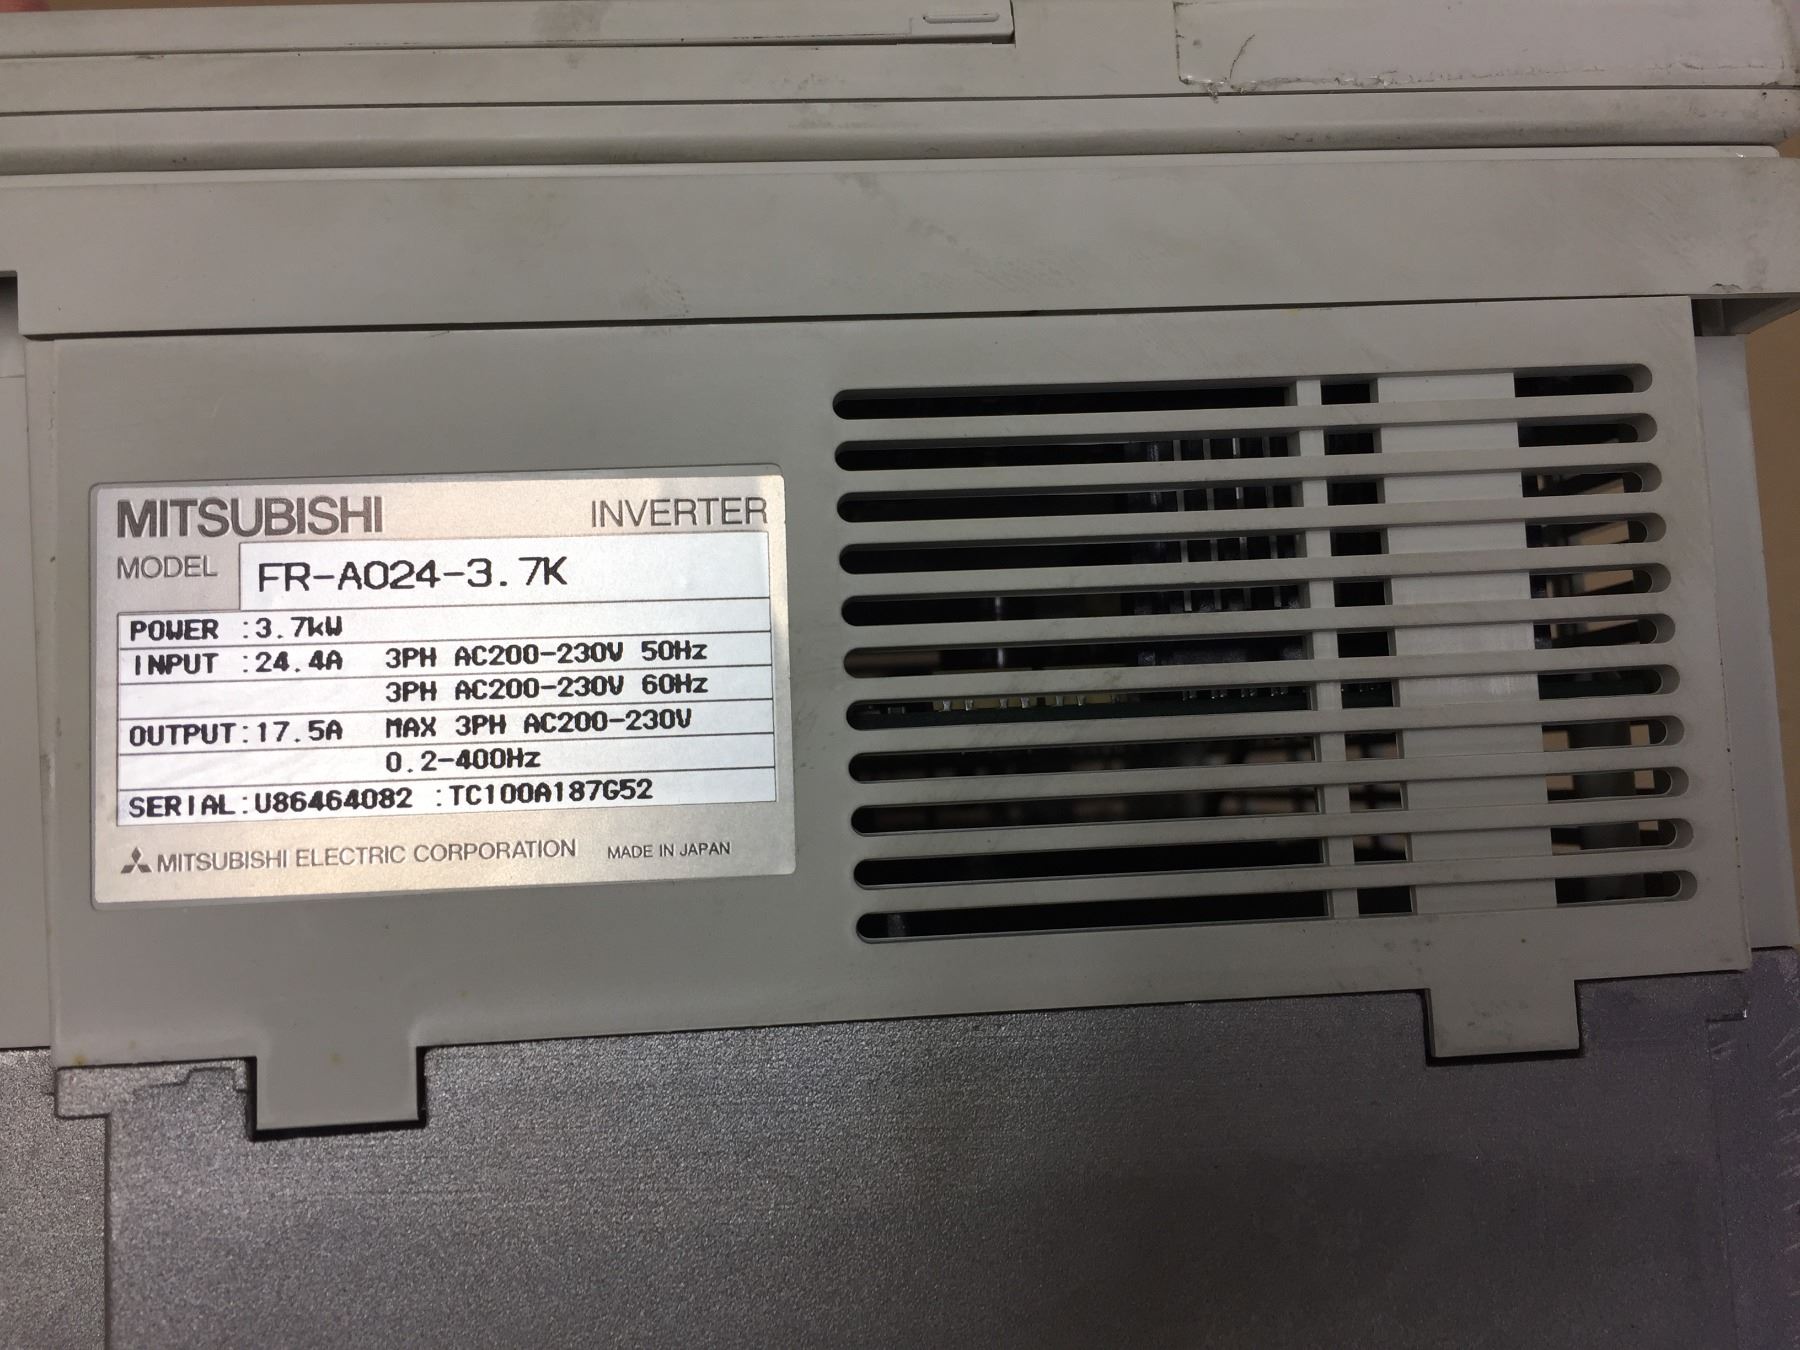 MITSUBISHI INVERTER
MODEL FR-A024-3.7K
POWER :3.7kW
INPUT :24.4A 3PH AC200-230V 50Hz
3PH AC200-230V 60Hz
OUTPUT:17.5A MAX 3PH AC200-230V
0.2-400Hz
SERIAL:U86464082 :TC100A187G52
MITSUBISHI ELECTRIC CORPORATION MADE IN JAPAN